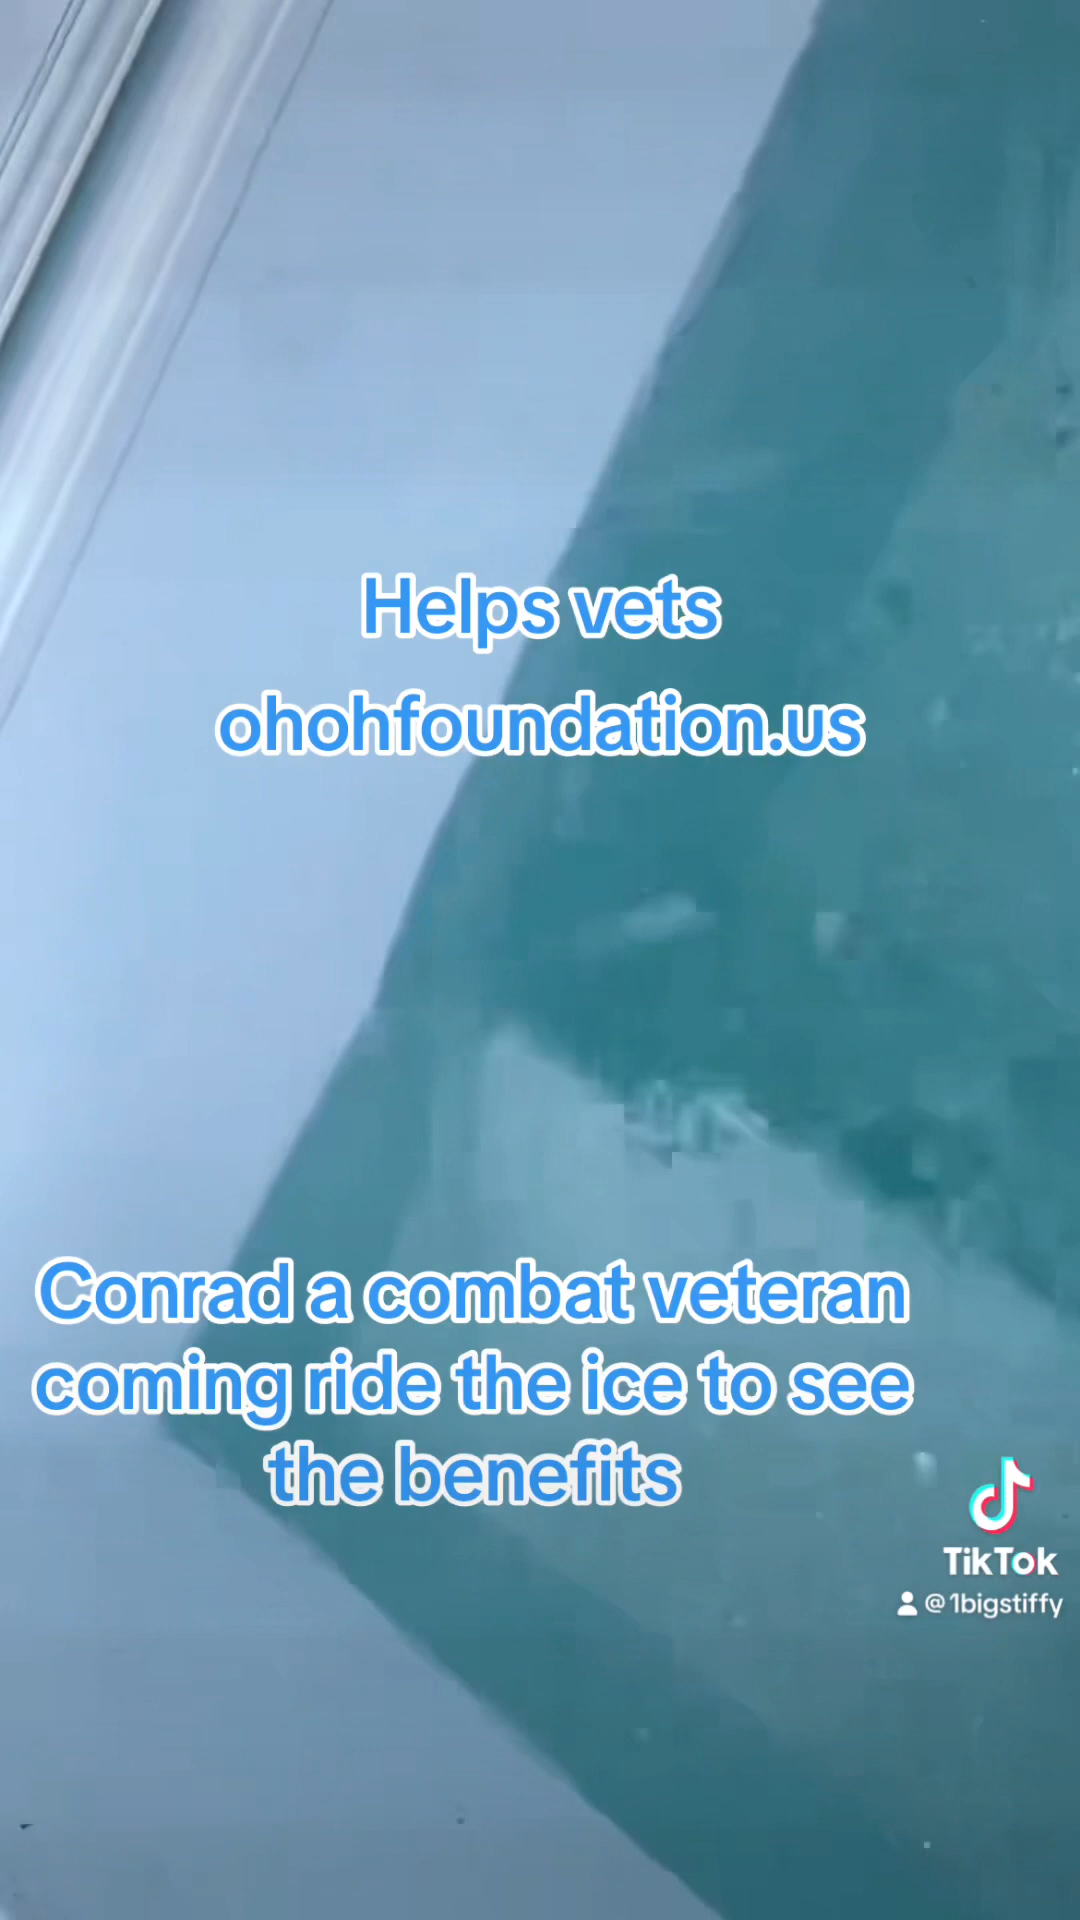 Helps vets
ohohfoundation.us
Conrad a combat veteran
coming ride the ice to see
the benefits
TikTok
@1bigstiffy